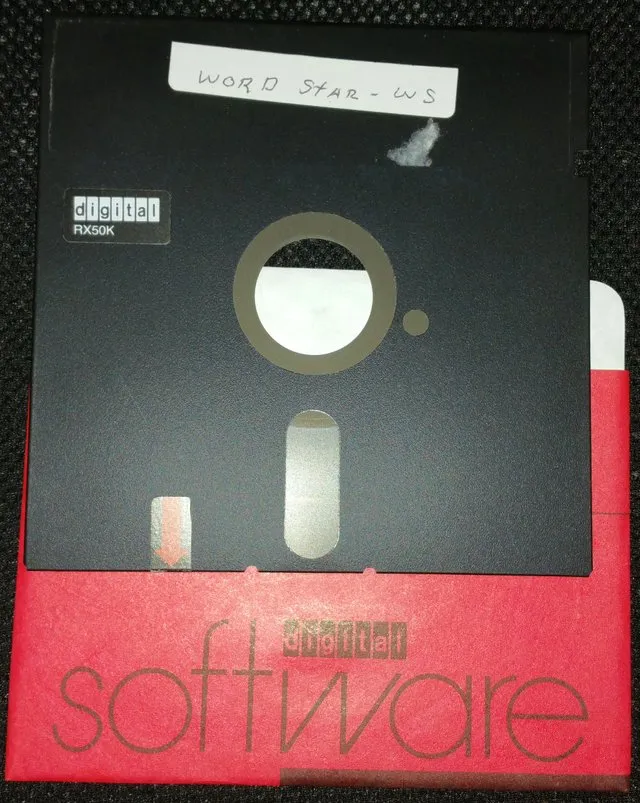 WORD STAR - WS
digital
RX50K
digital
software